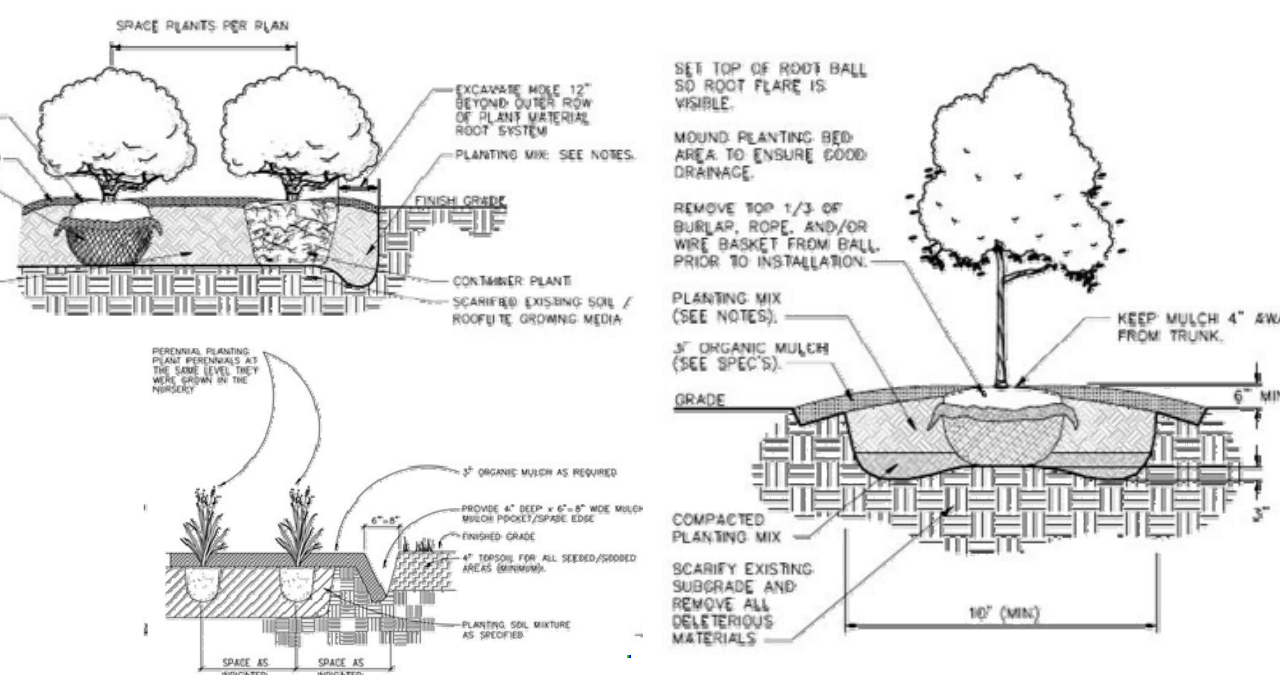 SPACE PLANTS PER PLAN
EXCAVATE HOLE 12"
BEYOND OUTER ROW
OF PLANT MATERIAL
ROOT SYSTEM
PLANTING MIX: SEE NOTES.
FINISH GRADE
CONTAINER PLANT
SCARIFIED EXISTING SOIL /
ROOFLITE GROWING MEDIA
PERENNIAL PLANTING
PLANT PERENNIALS AT
THE SAME LEVEL THEY
WERE GROWN IN THE
NURSERY
3" ORGANIC MULCH AS REQUIRED
PROVIDE 4" DEEP x 6"-8" WIDE MULCH
MULCH POCKET/SPADE EDGE
6"-8"
FINISHED GRADE
4" TOPSOIL FOR ALL SEEDED/SODDED
AREAS (MINIMUM).
PLANTING SOIL MIXTURE
AS SPECIFIED
SPACE AS
INDICATED
SPACE AS
INDICATED
SET TOP OF ROOT BALL
SO ROOT FLARE IS
VISIBLE.
MOUND PLANTING BED
AREA TO ENSURE GOOD
DRAINAGE.
REMOVE TOP 1/3 OF
BURLAP, ROPE, AND/OR
WIRE BASKET FROM BALL,
PRIOR TO INSTALLATION.
PLANTING MIX
(SEE NOTES).
3" ORGANIC MULCH
(SEE SPEC'S).
GRADE
KEEP MULCH 4" AWA
FROM TRUNK.
6" MIN
COMPACTED
PLANTING MIX
SCARIFY EXISTING
SUBGRADE AND
REMOVE ALL
DELETERIOUS
MATERIALS
10" (MIN)